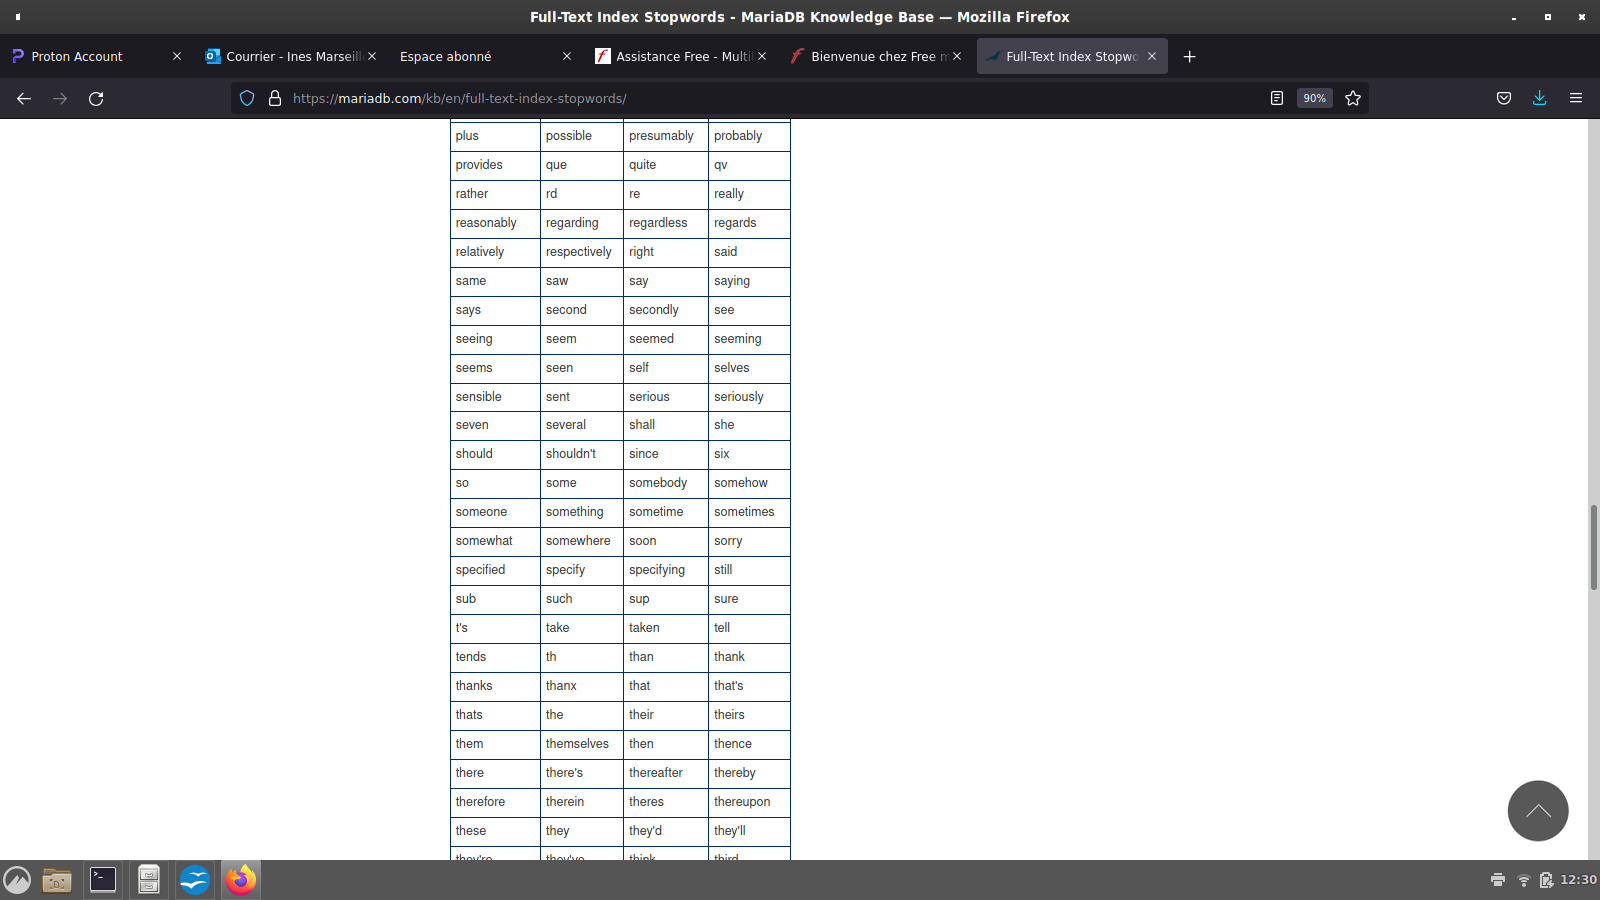 Full-Text Index Stopwords - MariaDB Knowledge Base — Mozilla Firefox
Proton Account
Courrier - Ines Marseill
Espace abonné
Assistance Free - Multi
Bienvenue chez Free m
Full-Text Index Stopwo
https://mariadb.com/kb/en/full-text-index-stopwords/
90%
plus possible presumably probably
provides que quite qv
rather rd re really
reasonably regarding regardless regards
relatively respectively right said
same saw say saying
says second secondly see
seeing seem seemed seeming
seems seen self selves
sensible sent serious seriously
seven several shall she
should shouldn't since six
so some somebody somehow
someone something sometime sometimes
somewhat somewhere soon sorry
specified specify specifying still
sub such sup sure
t's take taken tell
tends th than thank
thanks thanx that that's
thats the their theirs
them themselves then thence
there there's thereafter thereby
therefore therein theres thereupon
these they they'd they'll
they're they've think third
12:30